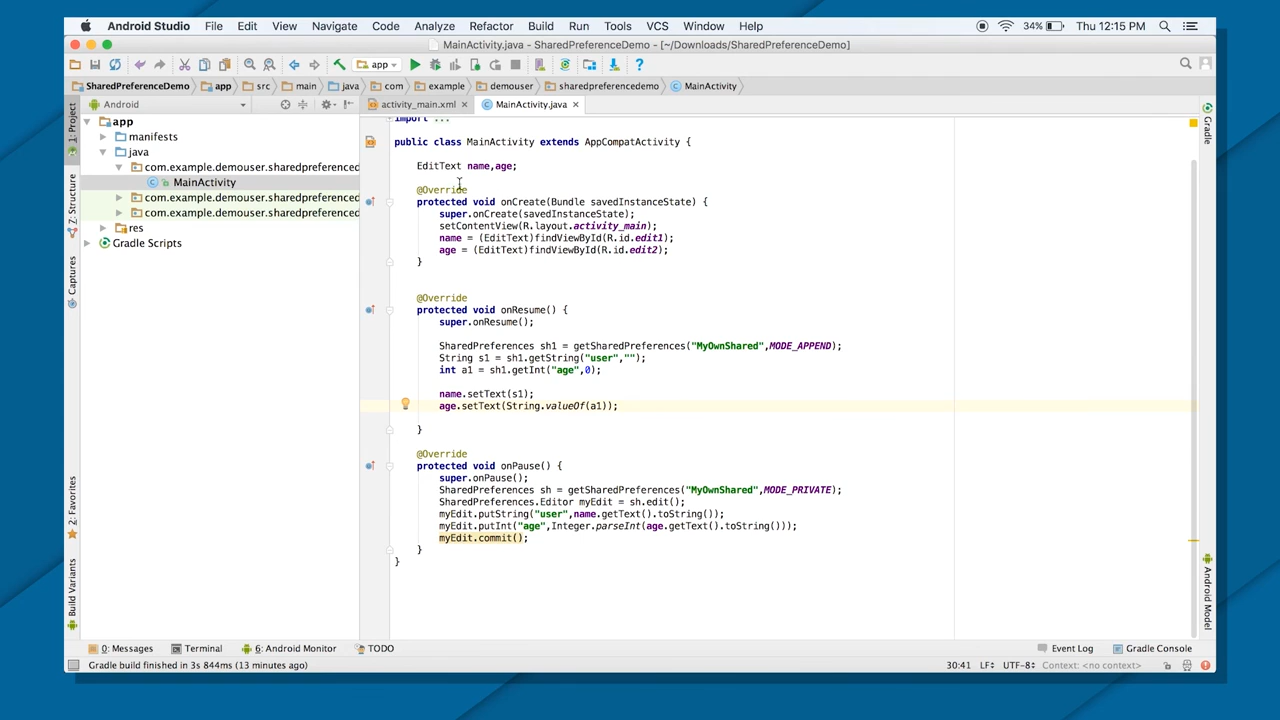 Android Studio File Edit View Navigate Code Analyze Refactor Build Run Tools VCS Window Help 34% Thu 12:15 PM
MainActivity.java - SharedPreferenceDemo - [~/Downloads/SharedPreferenceDemo]
app
SharedPreferenceDemo app src main java com example demouser sharedpreferencedemo MainActivity
Android
activity_main.xml
MainActivity.java
1: Project
7: Structure
Captures
2: Favorites
Build Variants
app
manifests
java
com.example.demouser.sharedpreferenced
MainActivity
com.example.demouser.sharedpreferenced
com.example.demouser.sharedpreferenced
res
Gradle Scripts
import ...
public class MainActivity extends AppCompatActivity {
EditText name,age;
@Override
protected void onCreate(Bundle savedInstanceState) {
super.onCreate(savedInstanceState);
setContentView(R.layout.activity_main);
name = (EditText)findViewById(R.id.edit1);
age = (EditText)findViewById(R.id.edit2);
}
@Override
protected void onResume() {
super.onResume();
SharedPreferences sh1 = getSharedPreferences("MyOwnShared",MODE_APPEND);
String s1 = sh1.getString("user","");
int a1 = sh1.getInt("age",0);
name.setText(s1);
age.setText(String.valueOf(a1));
}
@Override
protected void onPause() {
super.onPause();
SharedPreferences sh = getSharedPreferences("MyOwnShared",MODE_PRIVATE);
SharedPreferences.Editor myEdit = sh.edit();
myEdit.putString("user",name.getText().toString());
myEdit.putInt("age",Integer.parseInt(age.getText().toString()));
myEdit.commit();
}
}
Gradle
Android Model
0: Messages Terminal 6: Android Monitor TODO Event Log Gradle Console
Gradle build finished in 3s 844ms (13 minutes ago) 30:41 LF÷ UTF-8÷ Context: <no context>